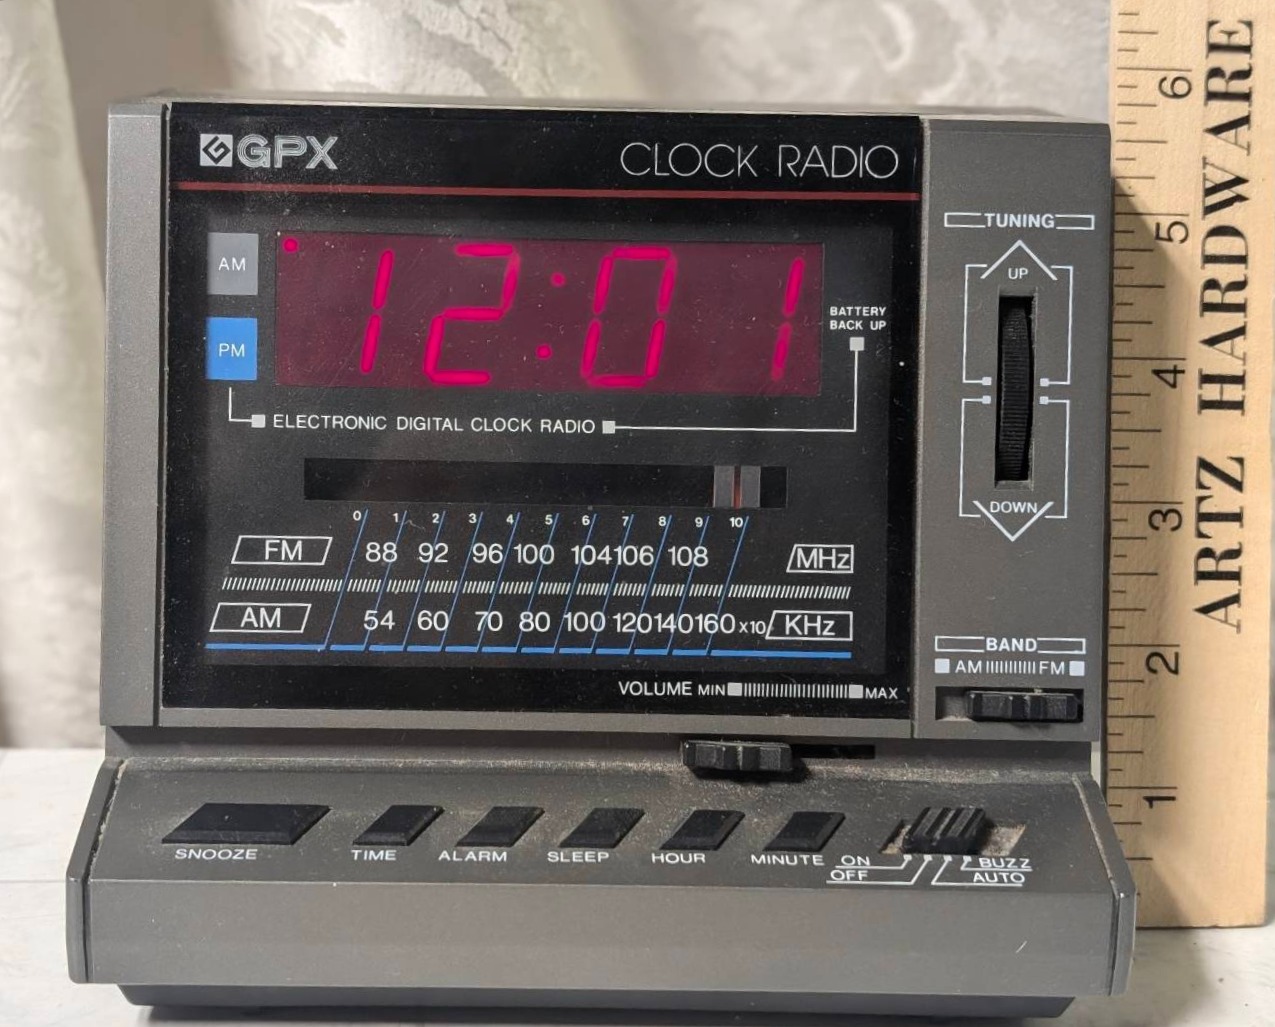 GPX
CLOCK RADIO
TUNING
UP
DOWN
AM
PM
12:01
BATTERY
BACK UP
ELECTRONIC DIGITAL CLOCK RADIO
0 1 2 3 4 5 6 7 8 9 10
FM 88 92 96 100 104 106 108 MHz
AM 54 60 70 80 100 120 140 160 x10 KHz
VOLUME MIN MAX
BAND
AM FM
SNOOZE TIME ALARM SLEEP HOUR MINUTE
ON BUZZ
OFF AUTO
ARTZ HARDWARE
6
5
4
3
2
1